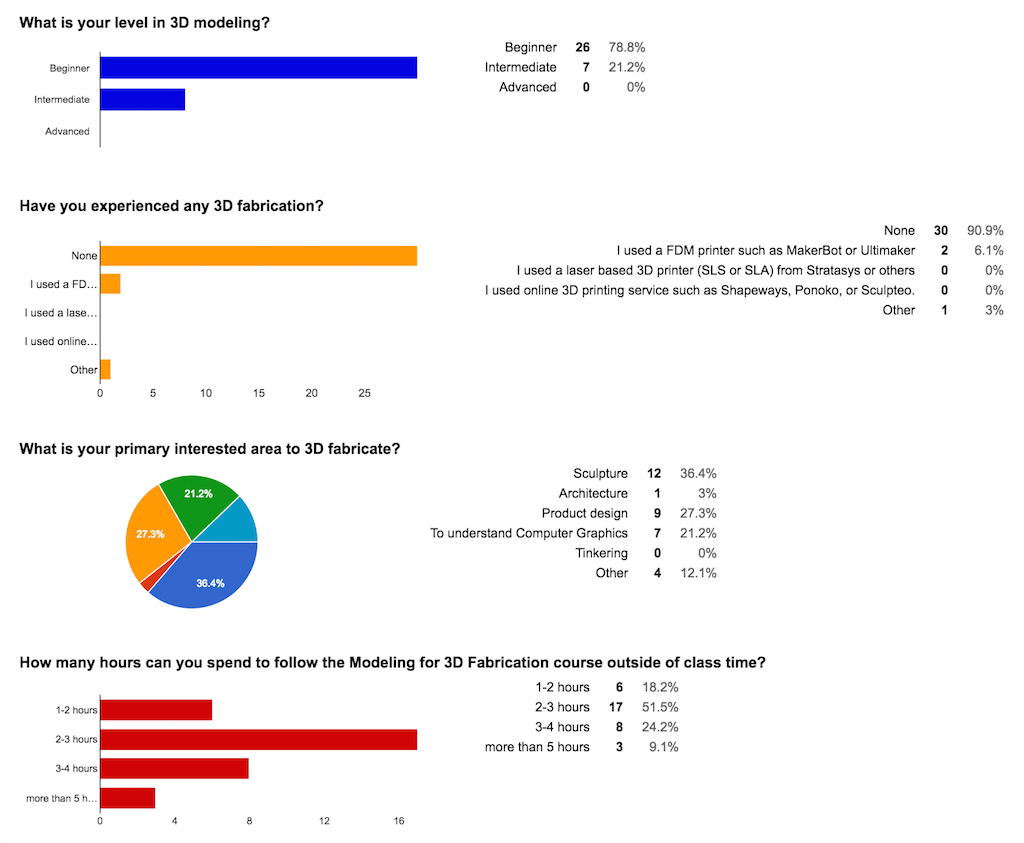 What is your level in 3D modeling?
Beginner
Intermediate
Advanced
Beginner 26 78.8%
Intermediate 7 21.2%
Advanced 0 0%
Have you experienced any 3D fabrication?
None
I used a FD...
I used a lase...
I used online...
Other
0 5 10 15 20 25
None 30 90.9%
I used a FDM printer such as MakerBot or Ultimaker 2 6.1%
I used a laser based 3D printer (SLS or SLA) from Stratasys or others 0 0%
I used online 3D printing service such as Shapeways, Ponoko, or Sculpteo. 0 0%
Other 1 3%
What is your primary interested area to 3D fabricate?
21.2%
27.3%
36.4%
Sculpture 12 36.4%
Architecture 1 3%
Product design 9 27.3%
To understand Computer Graphics 7 21.2%
Tinkering 0 0%
Other 4 12.1%
How many hours can you spend to follow the Modeling for 3D Fabrication course outside of class time?
1-2 hours
2-3 hours
3-4 hours
more than 5 h...
0 4 8 12 16
1-2 hours 6 18.2%
2-3 hours 17 51.5%
3-4 hours 8 24.2%
more than 5 hours 3 9.1%